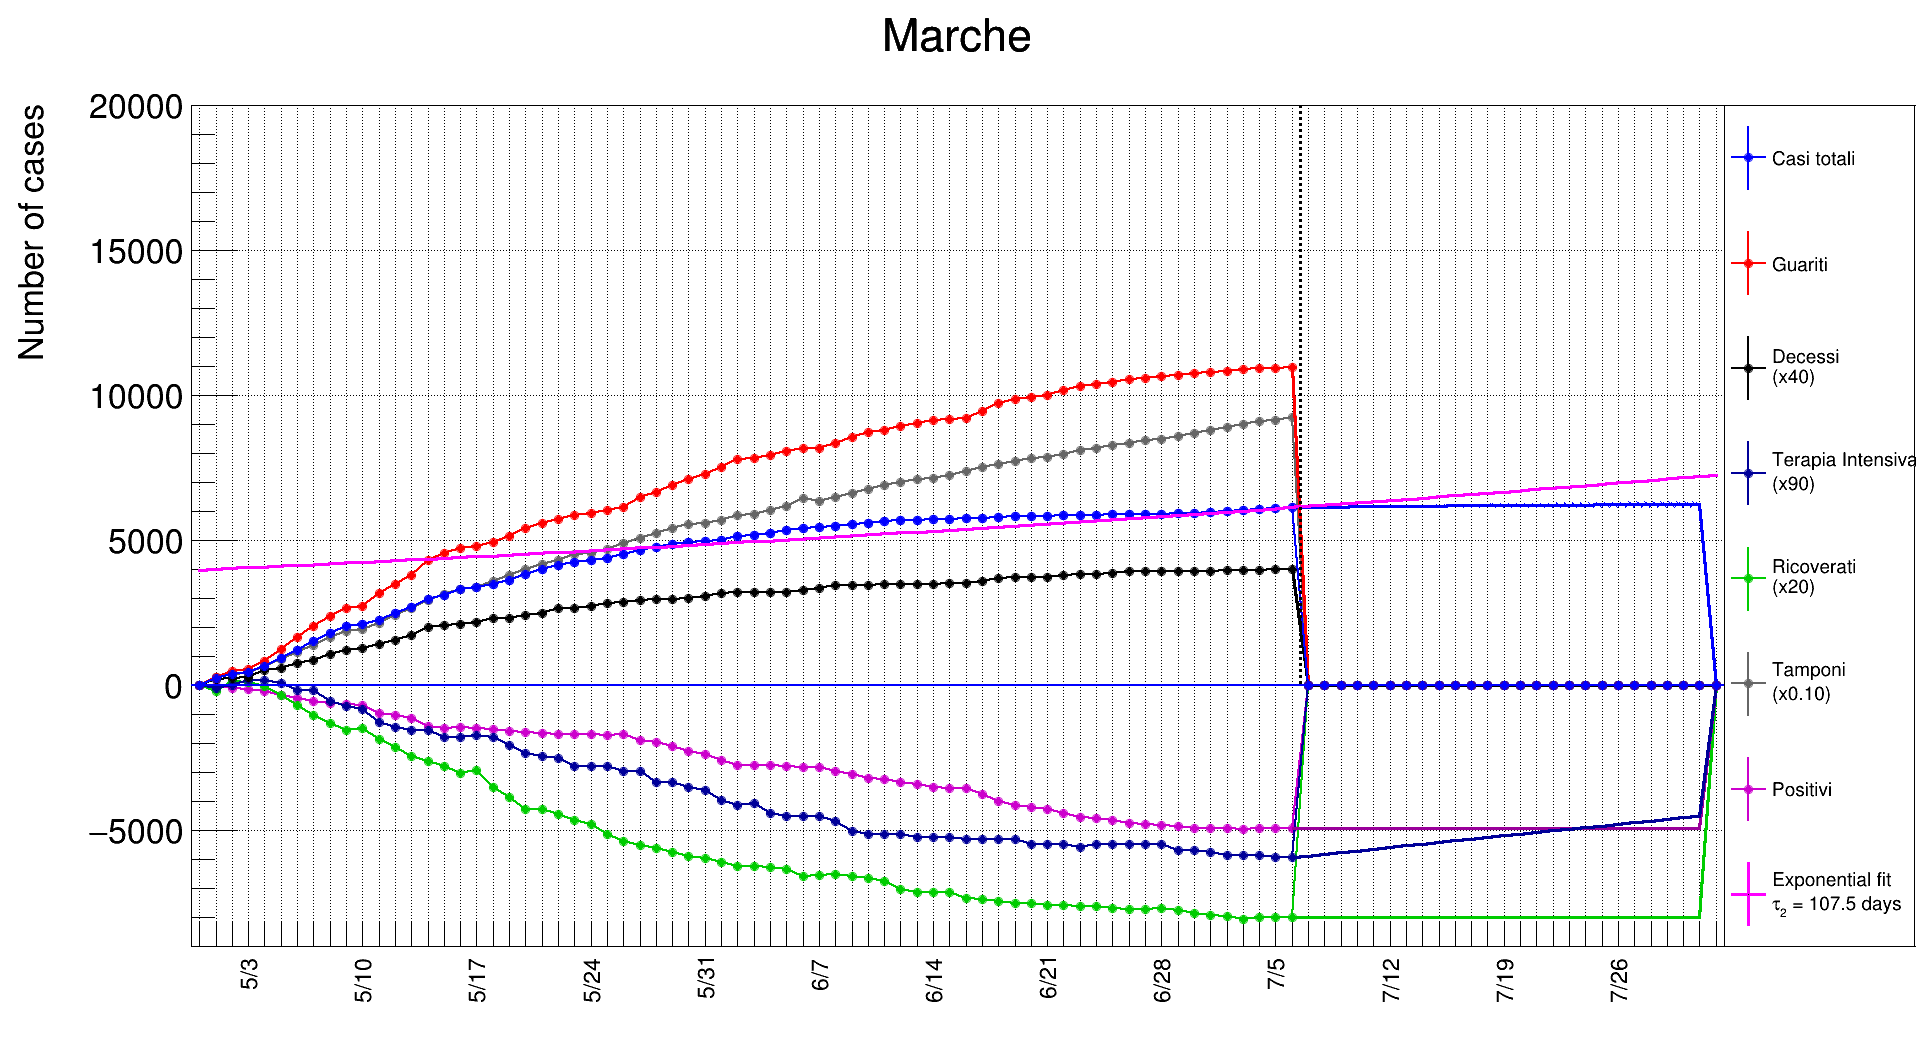 Marche
Number of cases
20000
15000
10000
5000
0
−5000
5/3
5/10
5/17
5/24
5/31
6/7
6/14
6/21
6/28
7/5
7/12
7/19
7/26
Casi totali
Guariti
Decessi
(x40)
Terapia Intensiva
(x90)
Ricoverati
(x20)
Tamponi
(x0.10)
Positivi
Exponential fit
τ₂ = 107.5 days